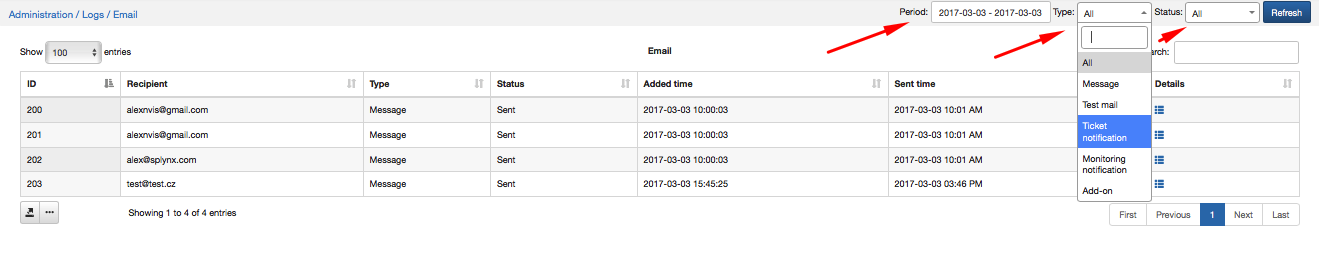 Administration / Logs / Email
Period: 2017-03-03 - 2017-03-03 Type: All Status: All Refresh
Show 100 entries
Email
rch:
All
Message
Test mail
Ticket
notification
Monitoring
notification
Add-on
ID Recipient Type Status Added time Sent time Details
200 alexnvis@gmail.com Message Sent 2017-03-03 10:00:03 2017-03-03 10:01 AM
201 alexnvis@gmail.com Message Sent 2017-03-03 10:00:03 2017-03-03 10:01 AM
202 alex@splynx.com Message Sent 2017-03-03 10:00:03 2017-03-03 10:01 AM
203 test@test.cz Message Sent 2017-03-03 15:45:25 2017-03-03 03:46 PM
Showing 1 to 4 of 4 entries
First Previous 1 Next Last